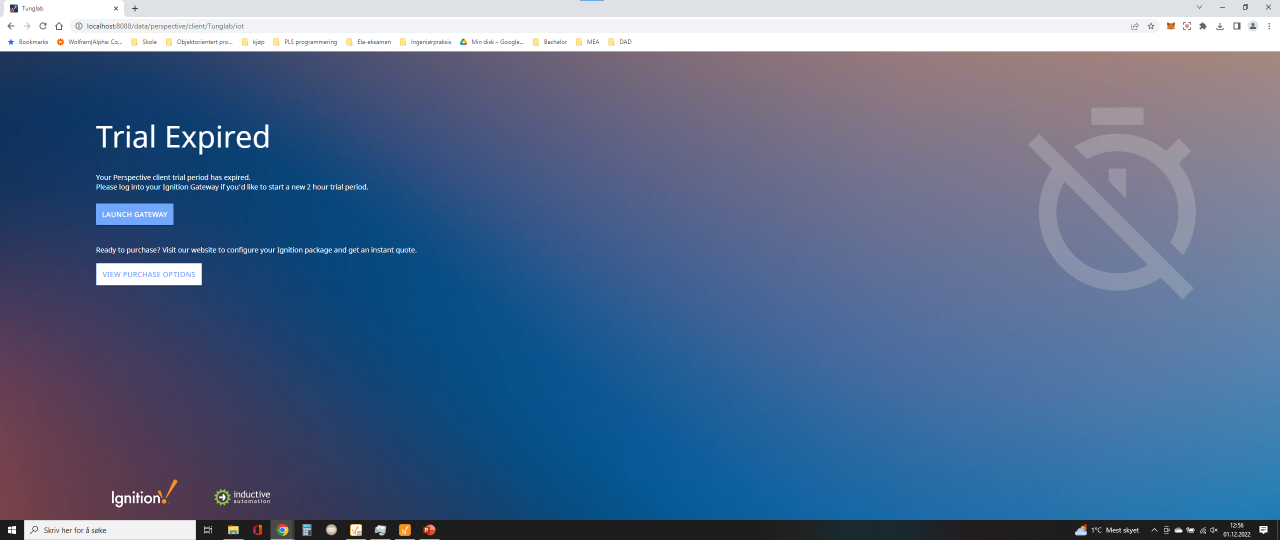 Tunglab
localhost:8088/data/perspective/client/Tunglab/iot
Bookmarks
Wolfram|Alpha: Co...
Skole
Objektorientert pro...
kjøp
PLS programmering
Ela-eksamen
Ingeniørpraksis
Min disk – Google...
Bachelor
MEA
DAD
Trial Expired
Your Perspective client trial period has expired.
Please log into your Ignition Gateway if you'd like to start a new 2 hour trial period.
LAUNCH GATEWAY
Ready to purchase? Visit our website to configure your Ignition package and get an instant quote.
VIEW PURCHASE OPTIONS
Ignition!
inductive
automation
Skriv her for å søke
1°C Mest skyet
12:56
01.12.2022